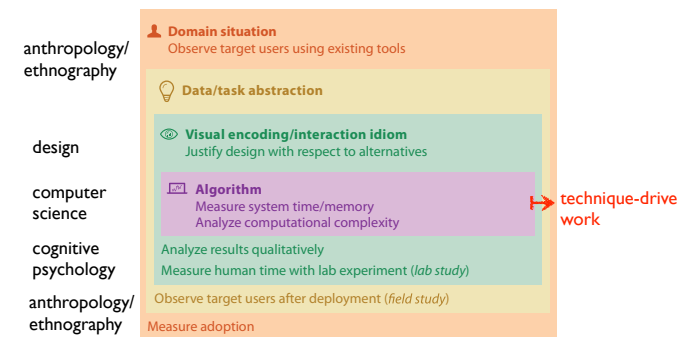 Domain situation
Observe target users using existing tools
anthropology/
ethnography
Data/task abstraction
Visual encoding/interaction idiom
design
Justify design with respect to alternatives
Algorithm
computer
science
Measure system time/memory
Analyze computational complexity
technique-drive
work
cognitive
psychology
Analyze results qualitatively
Measure human time with lab experiment (lab study)
anthropology/
ethnography
Observe target users after deployment (field study)
Measure adoption